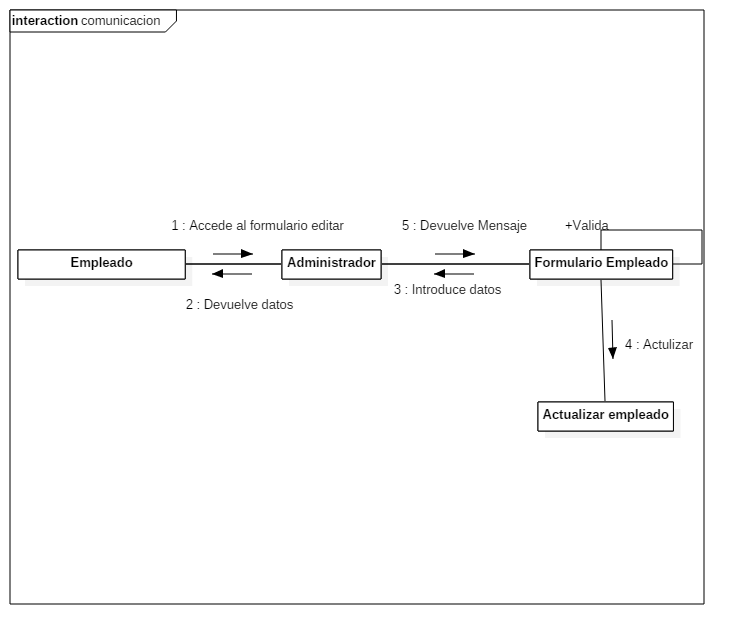 interaction comunicacion
1 : Accede al formulario editar
5 : Devuelve Mensaje
+Valida
Empleado
Administrador
Formulario Empleado
2 : Devuelve datos
3 : Introduce datos
4 : Actulizar
Actualizar empleado